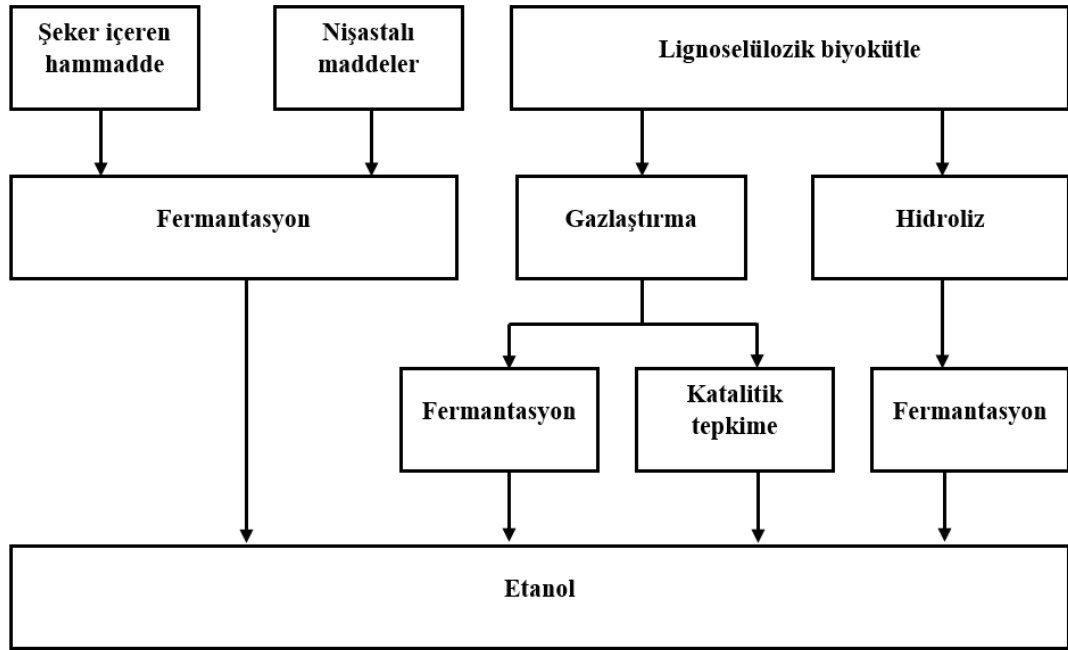 Şeker içeren
hammadde
Nişastalı
maddeler
Lignoselülozik biyokütle
Fermantasyon
Gazlaştırma
Hidroliz
Fermantasyon
Katalitik
tepkime
Fermantasyon
Etanol